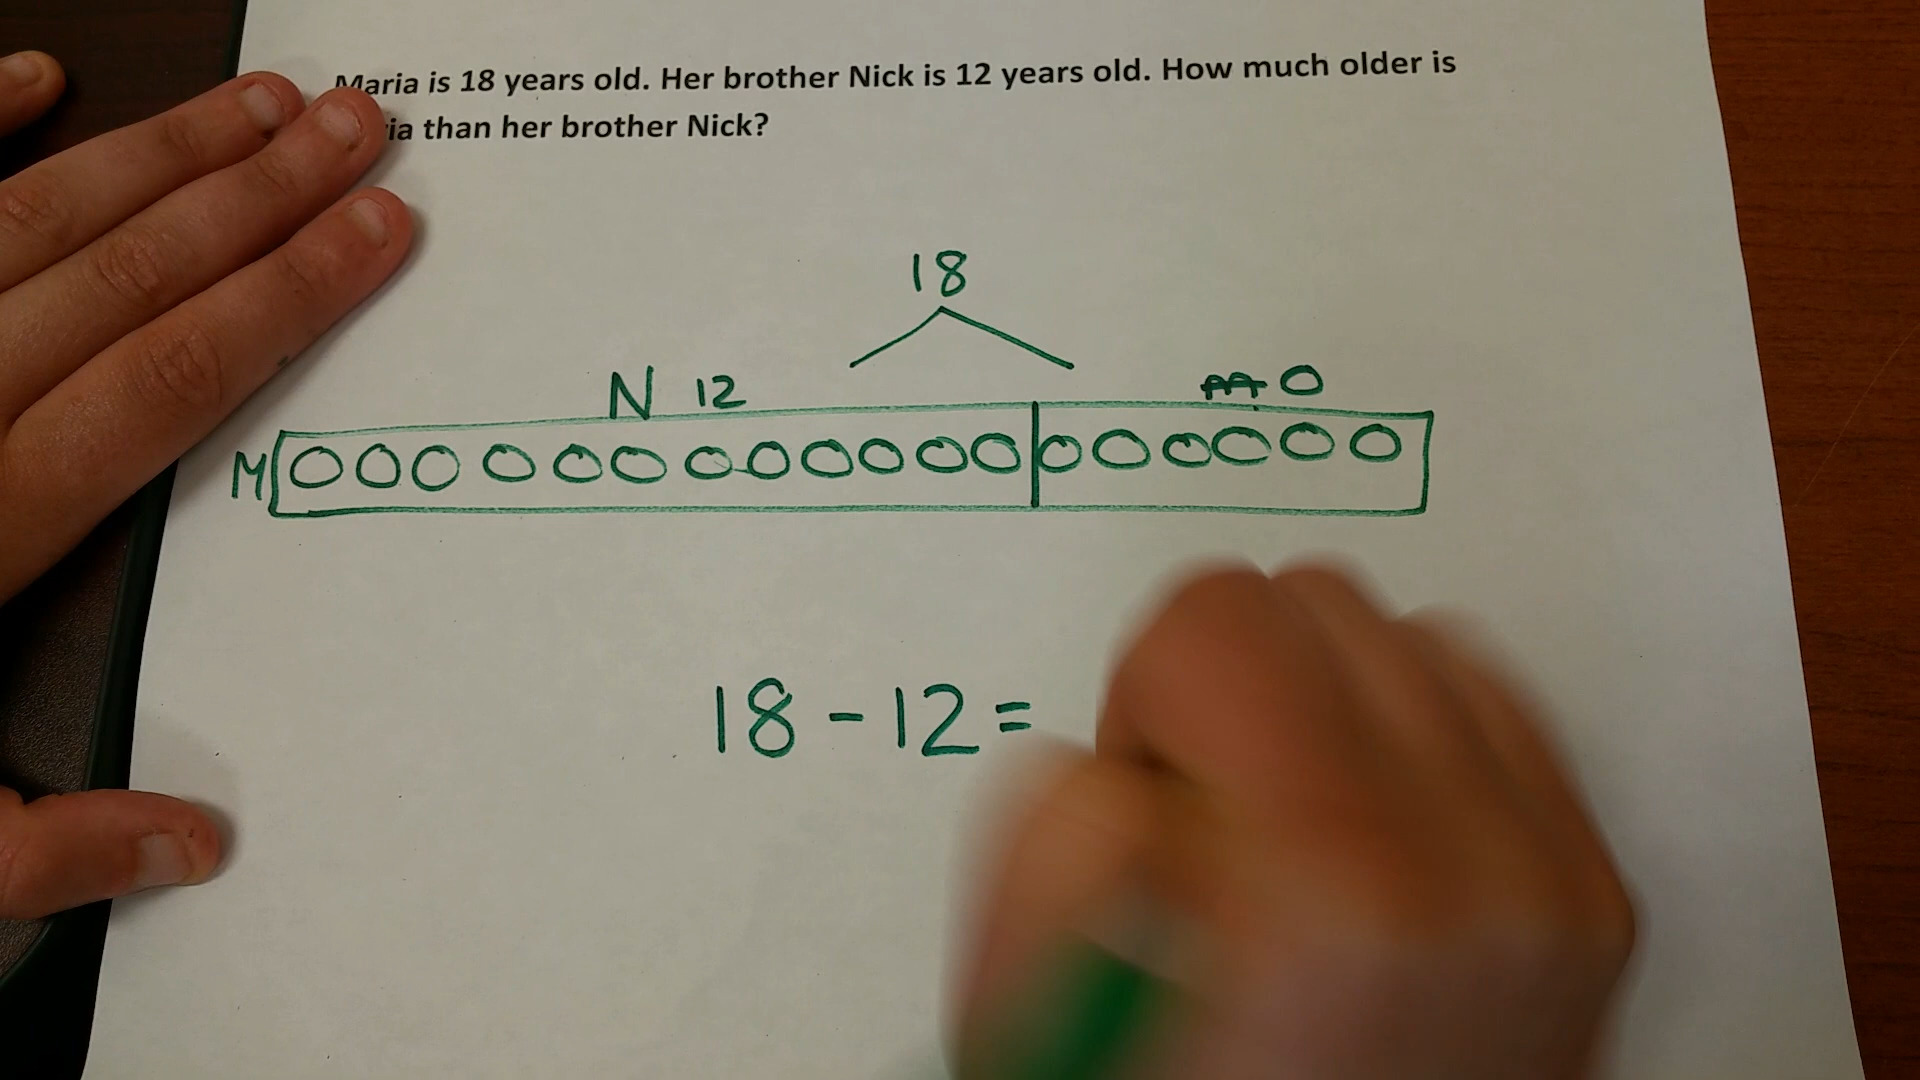 Maria is 18 years old. Her brother Nick is 12 years old. How much older is
ia than her brother Nick?
18
N 12 O
M
18 - 12 =